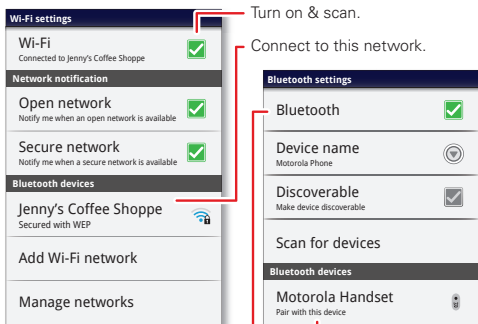 Wi-Fi settings
Wi-Fi
Connected to Jenny's Coffee Shoppe
Network notification
Open network
Notify me when an open network is available
Secure network
Notify me when a secure network is available
Bluetooth devices
Jenny's Coffee Shoppe
Secured with WEP
Add Wi-Fi network
Manage networks
Turn on & scan.
Connect to this network.
Bluetooth settings
Bluetooth
Device name
Motorola Phone
Discoverable
Make device discoverable
Scan for devices
Bluetooth devices
Motorola Handset
Pair with this device